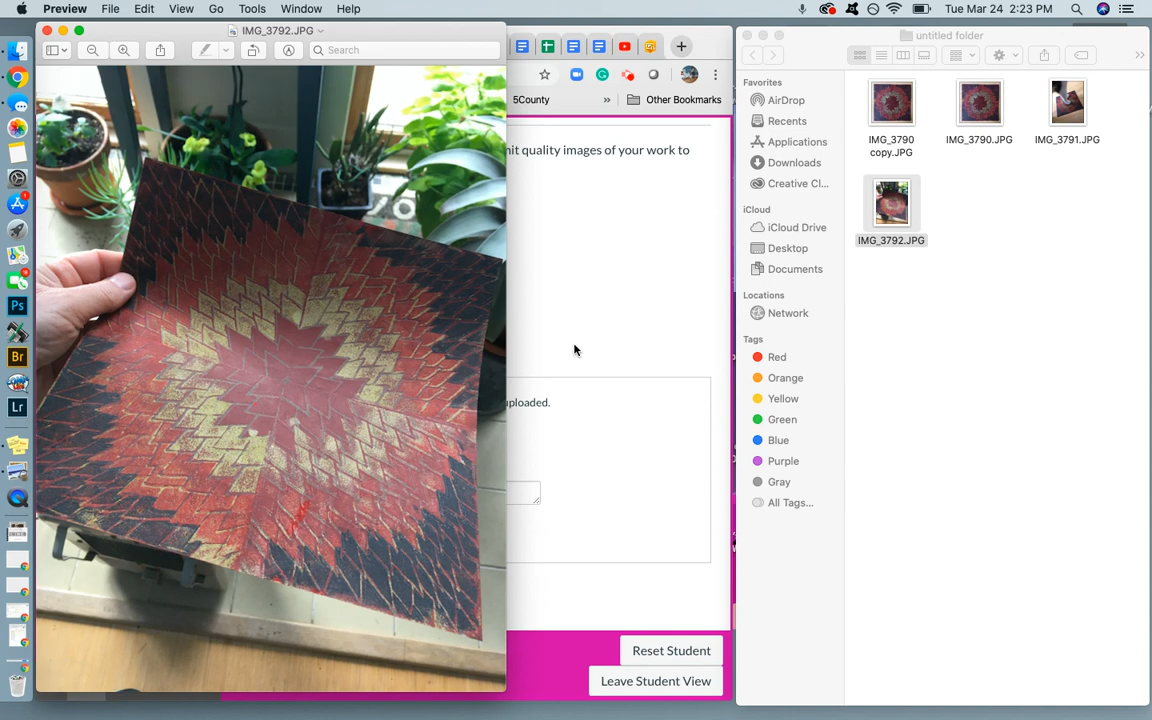 Preview File Edit View Go Tools Window Help
Tue Mar 24 2:23 PM
IMG_3792.JPG
Search
5County
»
Other Bookmarks
nit quality images of your work to
uploaded.
Reset Student
Leave Student View
untitled folder
Favorites
AirDrop
Recents
Applications
Downloads
Creative Cl...
iCloud
iCloud Drive
Desktop
Documents
Locations
Network
Tags
Red
Orange
Yellow
Green
Blue
Purple
Gray
All Tags...
IMG_3790
copy.JPG
IMG_3790.JPG
IMG_3791.JPG
IMG_3792.JPG
Ps
Br
Lr